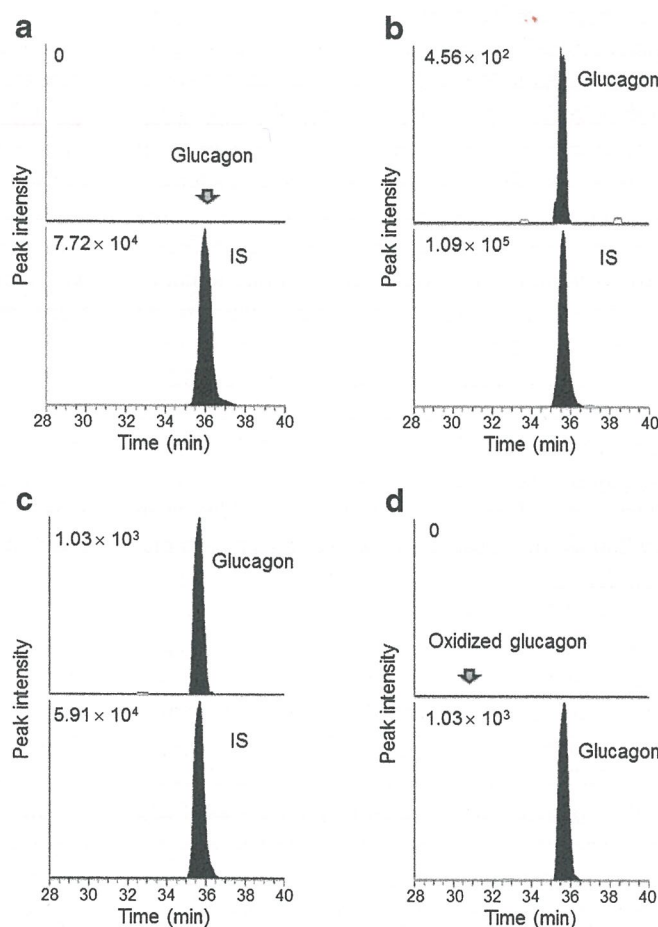 a
0
Glucagon
Peak intensity
7.72 × 10⁴
IS
28 30 32 34 36 38 40
Time (min)
b
4.56 × 10²
Glucagon
Peak intensity
1.09 × 10⁵
IS
28 30 32 34 36 38 40
Time (min)
c
1.03 × 10³
Glucagon
Peak intensity
5.91 × 10⁴
IS
28 30 32 34 36 38 40
Time (min)
d
0
Oxidized glucagon
Peak intensity
1.03 × 10³
Glucagon
28 30 32 34 36 38 40
Time (min)